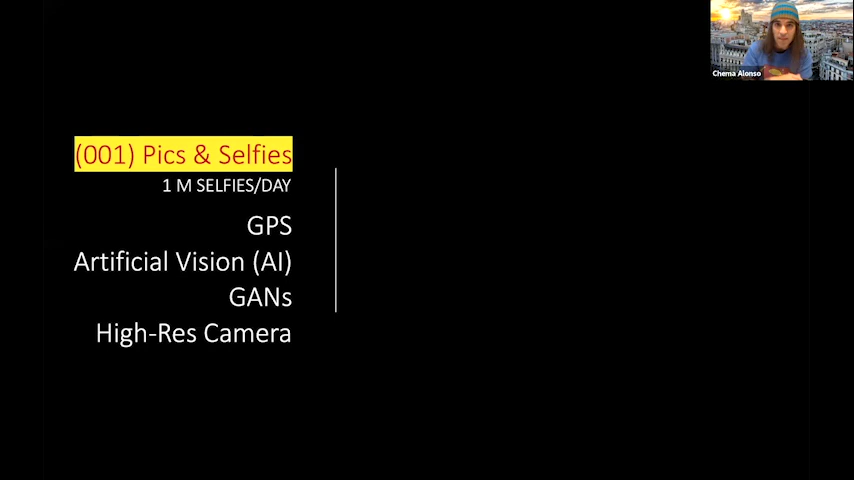 Chema Alonso
(001) Pics & Selfies
1 M SELFIES/DAY
GPS
Artificial Vision (AI)
GANs
High-Res Camera